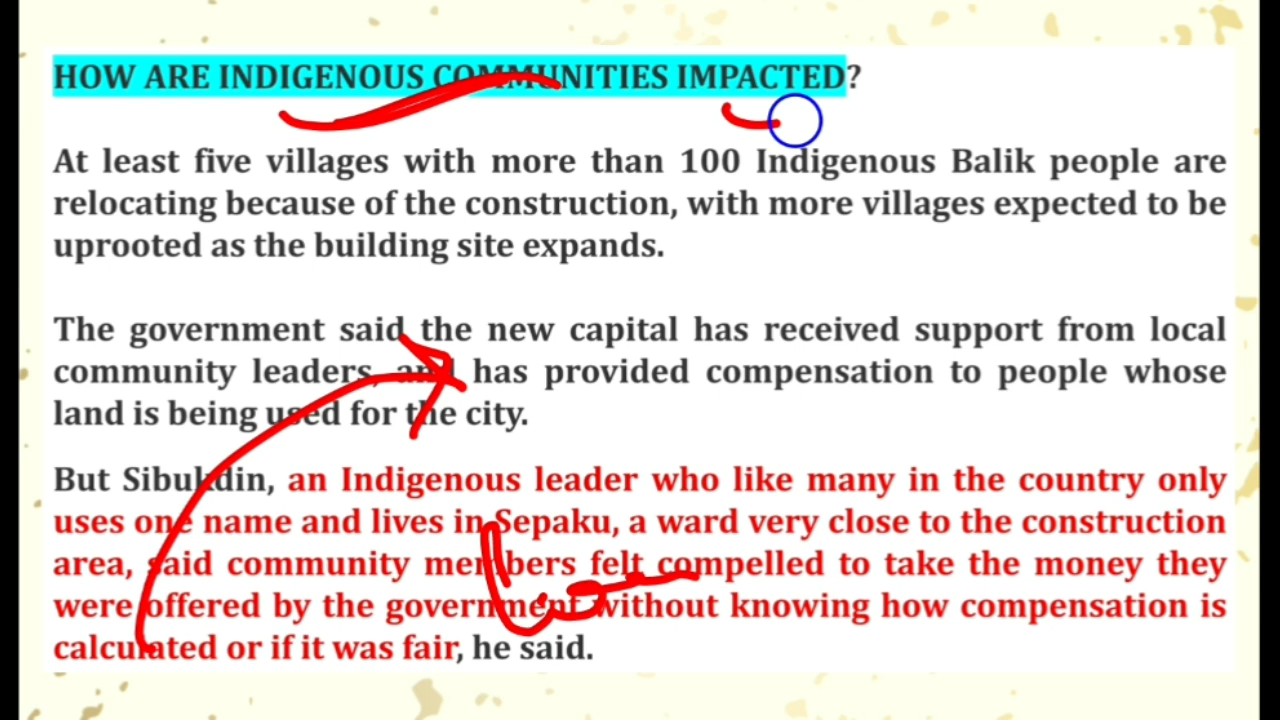 HOW ARE INDIGENOUS COMMUNITIES IMPACTED?
At least five villages with more than 100 Indigenous Balik people are
relocating because of the construction, with more villages expected to be
uprooted as the building site expands.
The government said the new capital has received support from local
community leaders, and has provided compensation to people whose
land is being used for the city.
But Sibukdin, an Indigenous leader who like many in the country only
uses one name and lives in Sepaku, a ward very close to the construction
area, said community members felt compelled to take the money they
were offered by the government without knowing how compensation is
calculated or if it was fair, he said.